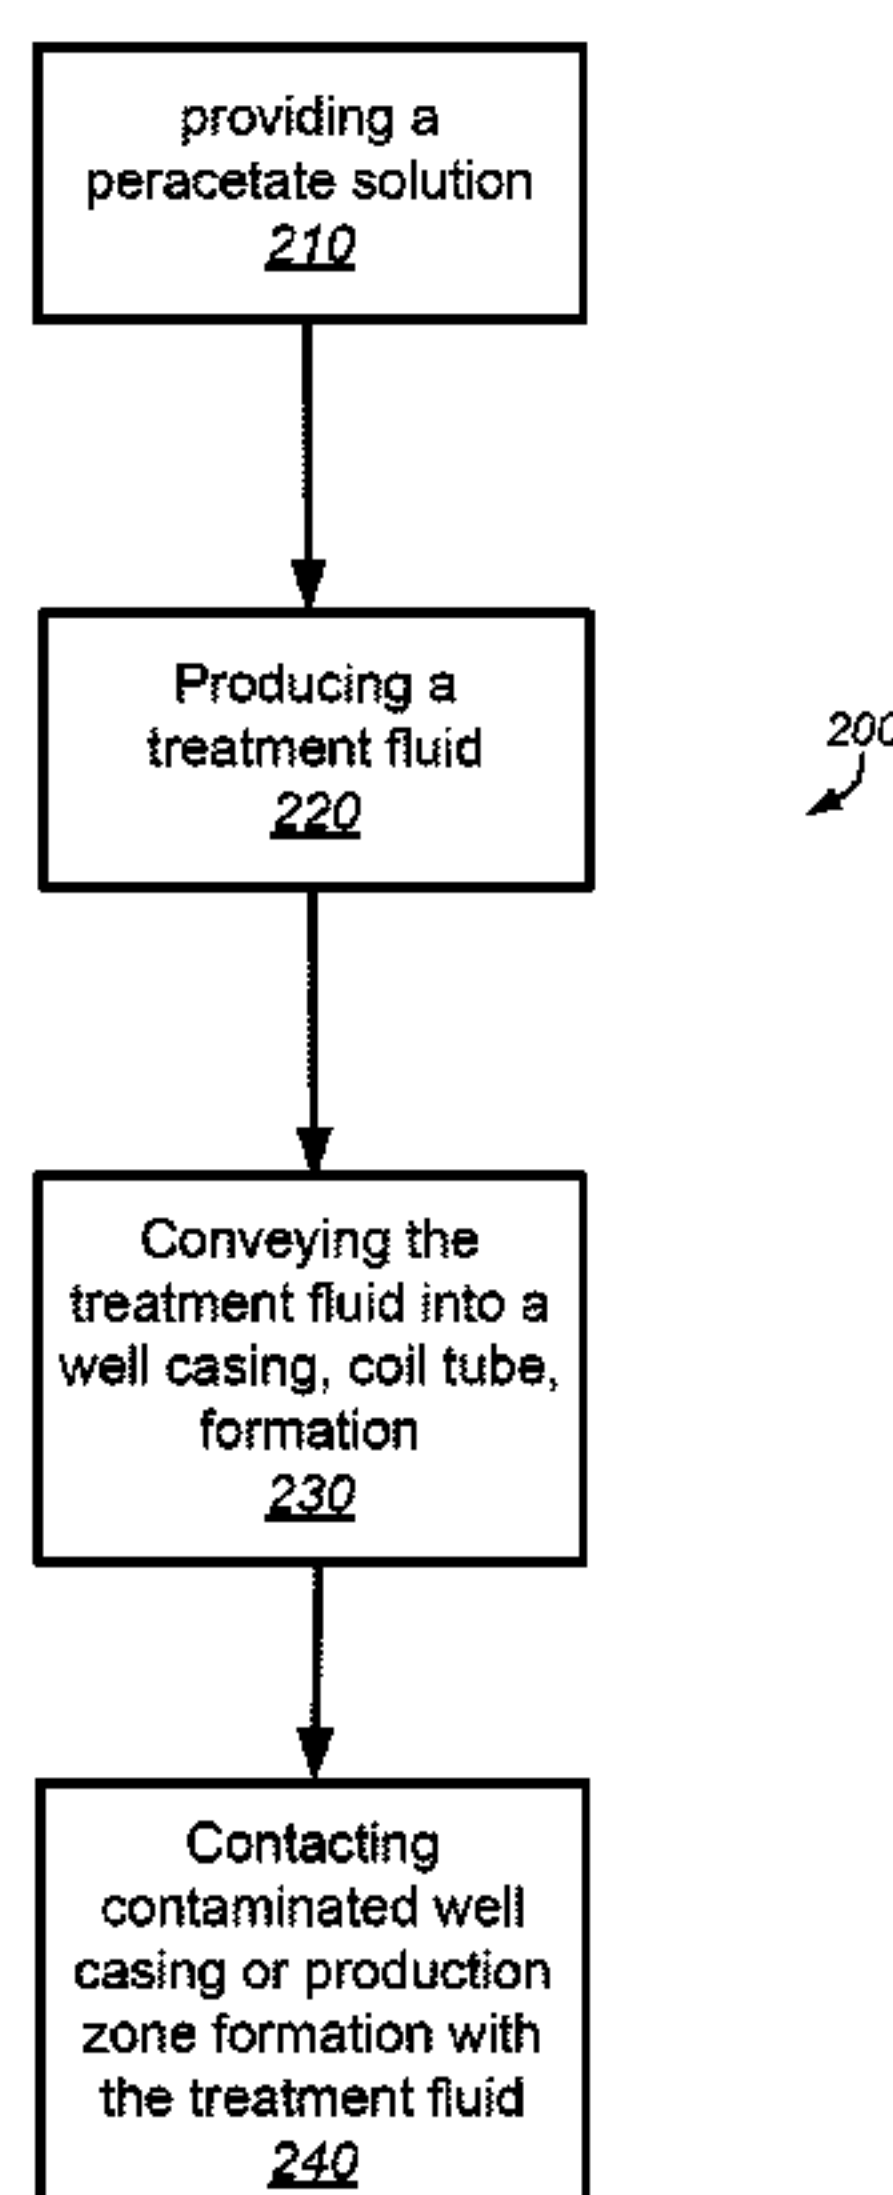 providing a
peracetate solution
210
Producing a
treatment fluid
220
200
Conveying the
treatment fluid into a
well casing, coil tube,
formation
230
Contacting
contaminated well
casing or production
zone formation with
the treatment fluid
240